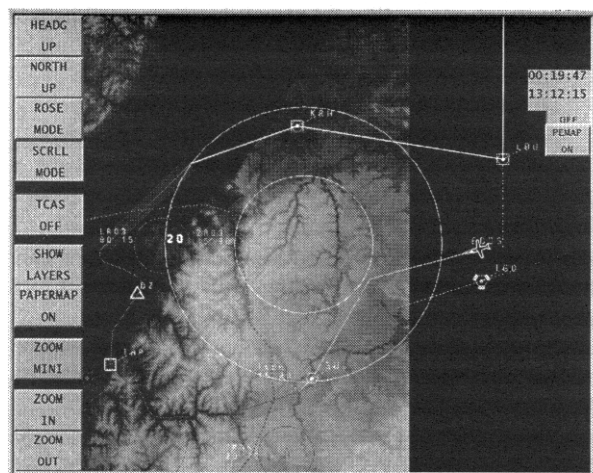 HEADG
UP
NORTH
UP
ROSE
MODE
SCRLL
MODE
TCAS
OFF
SHOW
LAYERS
PAPERMAP
ON
ZOOM
MINI
ZOOM
IN
ZOOM
OUT
00:19:47
13:12:15
OFF
PEMAP
ON
20